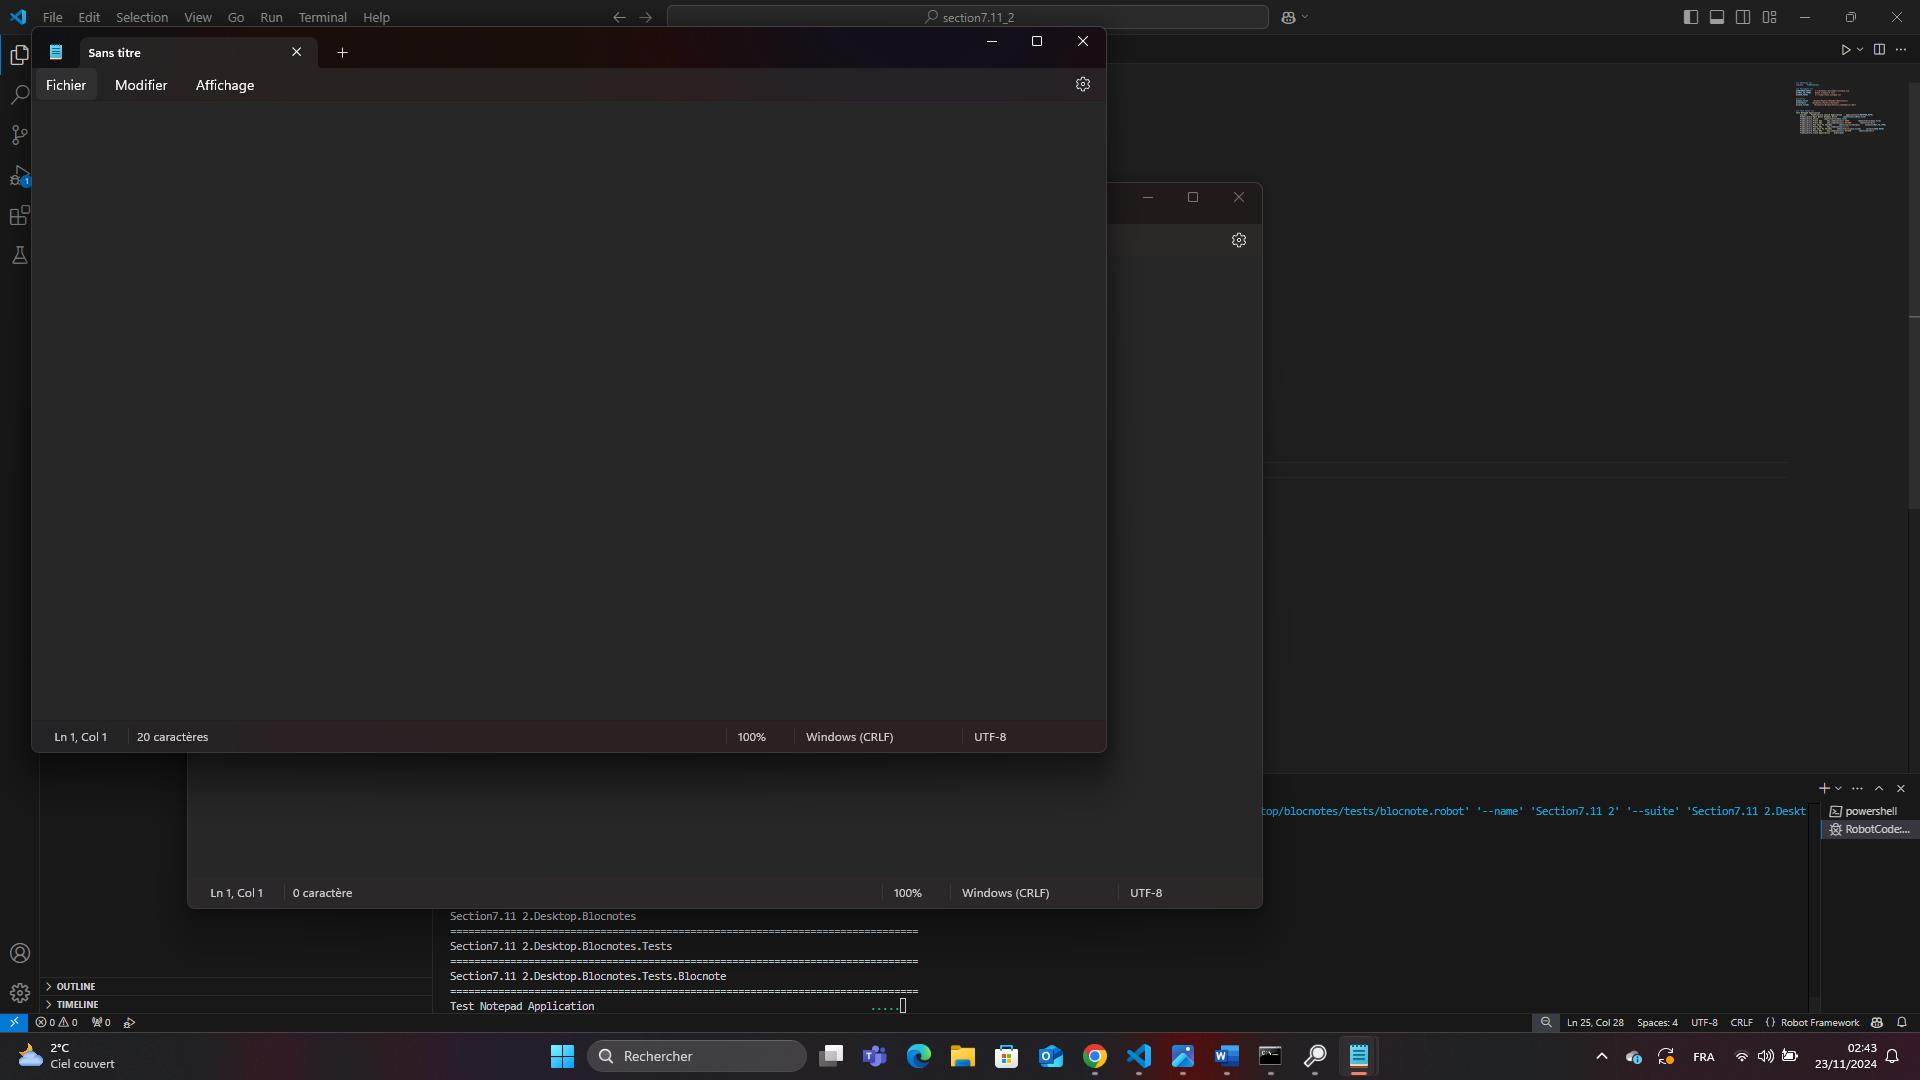 File Edit Selection View Go Run Terminal Help
section7.11_2
Sans titre
Fichier Modifier Affichage
1
Ln 1, Col 1 20 caractères 100% Windows (CRLF) UTF-8
top/blocnotes/tests/blocnote.robot' '--name' 'Section7.11 2' '--suite' 'Section7.11 2.Deskt
powershell
RobotCode:...
Ln 1, Col 1 0 caractère 100% Windows (CRLF) UTF-8
Section7.11 2.Desktop.Blocnotes
==============================================================================
Section7.11 2.Desktop.Blocnotes.Tests
==============================================================================
Section7.11 2.Desktop.Blocnotes.Tests.Blocnote
==============================================================================
Test Notepad Application .....
OUTLINE
TIMELINE
0 0 0 Ln 25, Col 28 Spaces: 4 UTF-8 CRLF {} Robot Framework
2°C
Ciel couvert
Rechercher
FRA
02:43
23/11/2024